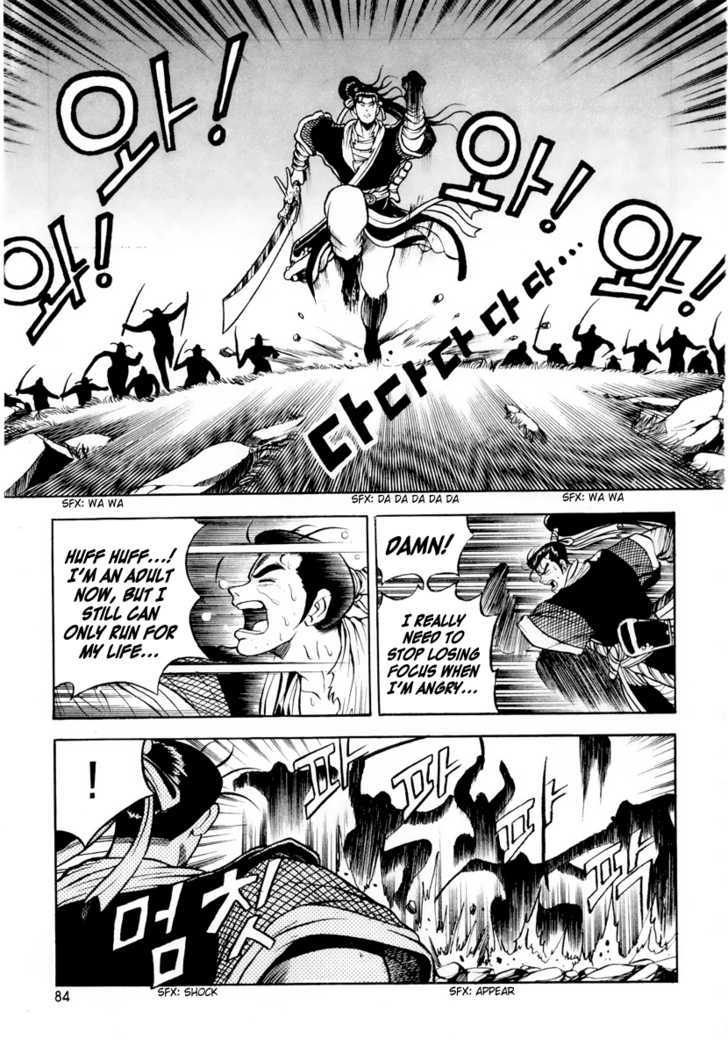 와!
와!
와!
와!
다다다다다...
SFX: WA WA
SFX: DA DA DA DA DA
SFX: WA WA
HUFF HUFF...!
I'M AN ADULT
NOW, BUT I
STILL CAN
ONLY RUN FOR
MY LIFE...
DAMN!
I REALLY
NEED TO
STOP LOSING
FOCUS WHEN
I'M ANGRY...
!
파
파
파
팍
멈칫
84
SFX: SHOCK
SFX: APPEAR